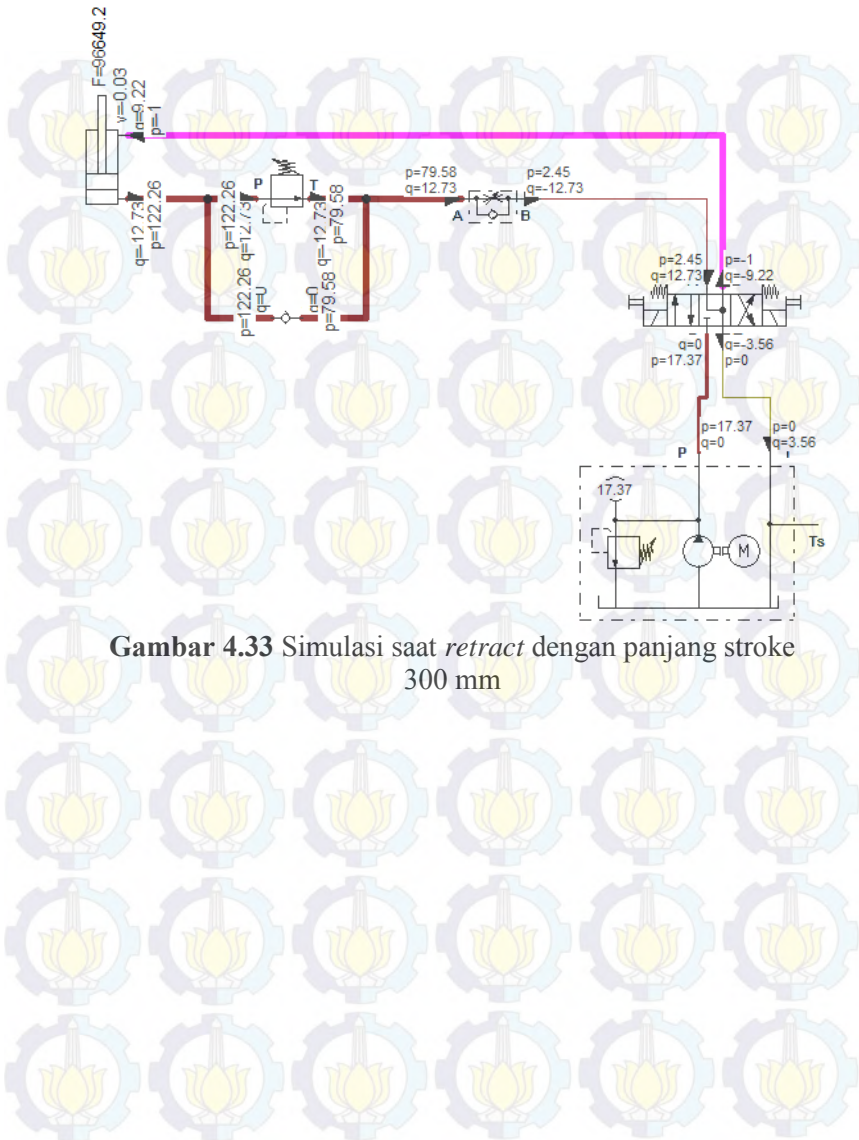 F=96649.2
v=-0.03
q=9.22
p=-1
q=-12.73
p=122.26
P
T
p=122.26
q=12.73
q=-12.73
p=79.58
p=122.26
q=0
q=0
p=79.58
p=79.58
q=12.73
A
B
p=2.45
q=-12.73
p=2.45
q=12.73
p=-1
q=-9.22
T
q=0
p=17.37
q=-3.56
p=0
p=17.37
q=0
P
p=0
q=3.56
17.37
M
Ts
Gambar 4.33 Simulasi saat retract dengan panjang stroke
300 mm